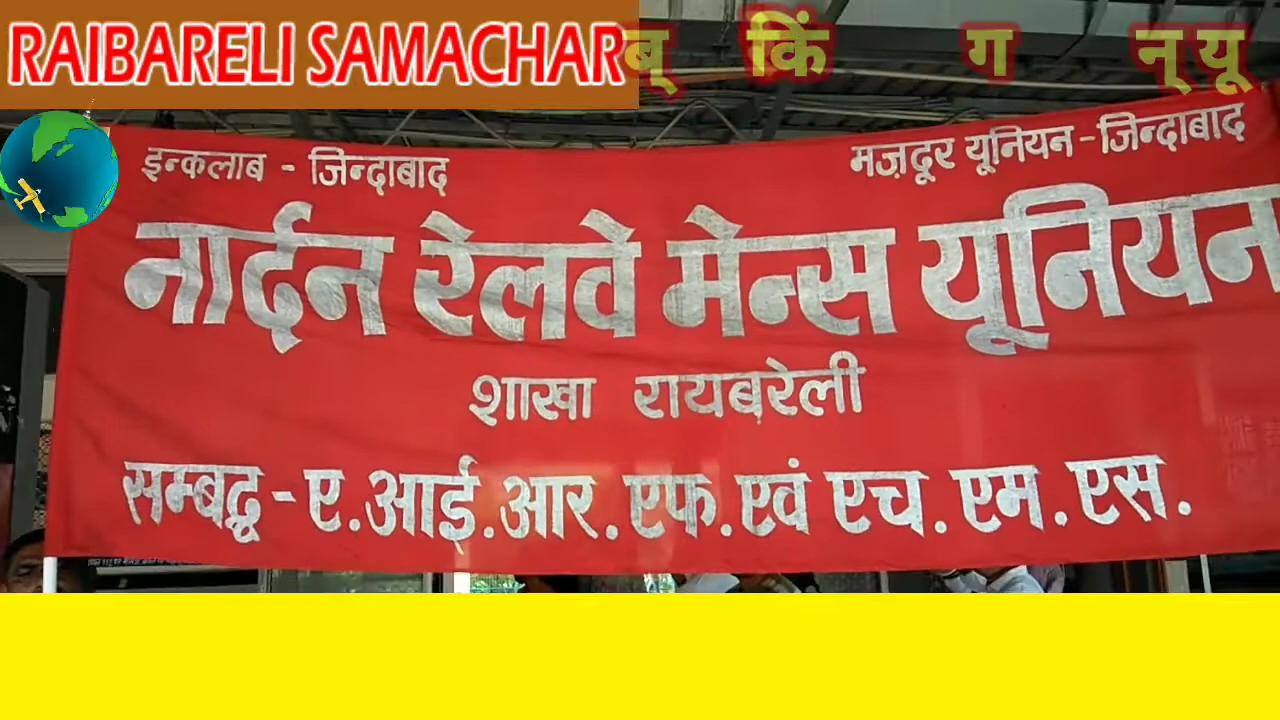 RAIBARELI SAMACHAR
ब् किं ग न् यू
इन्कलाब - जिन्दाबाद
मज़दूर यूनियन - जिन्दाबाद
नार्दन रेलवे मेन्स यूनियन
शाखा रायबरेली
सम्बद्ध - ए.आई.आर.एफ.एवं एच.एम.एस.